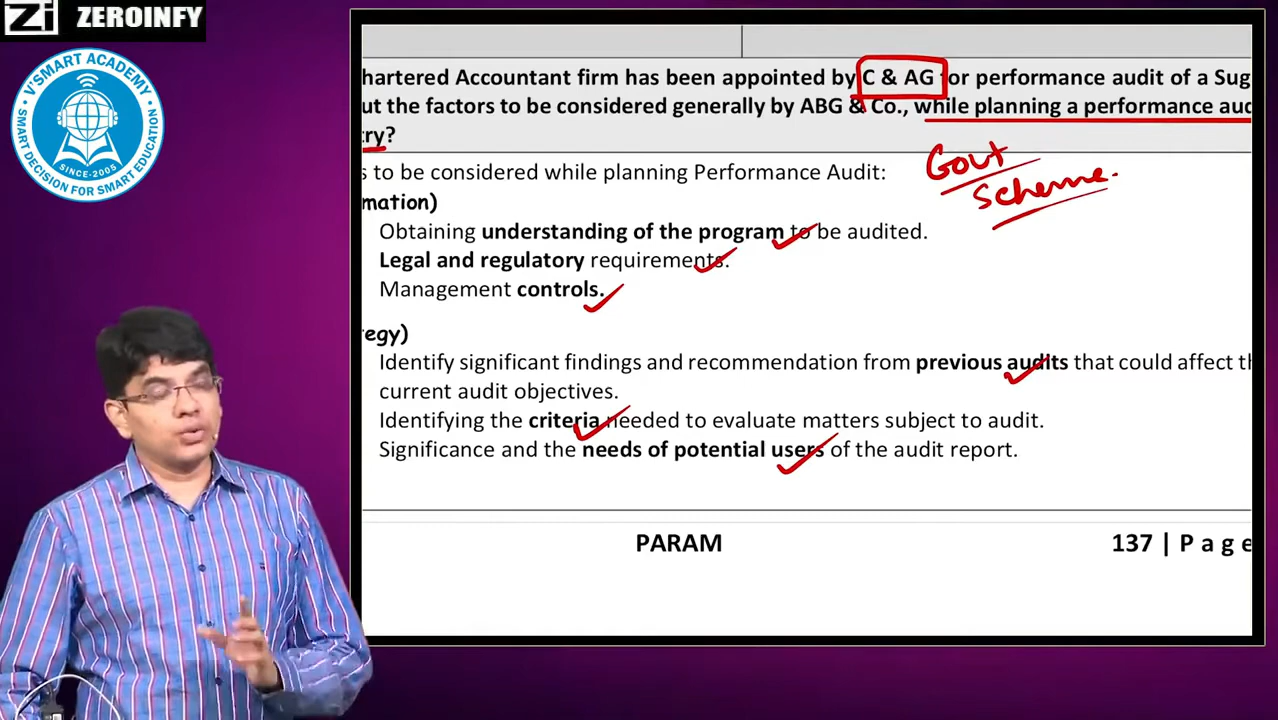 Zi ZEROINFY
V'SMART ACADEMY
SINCE-2005
SMART DECISION FOR SMART EDUCATION
hartered Accountant firm has been appointed by C & AG for performance audit of a Sug
ut the factors to be considered generally by ABG & Co., while planning a performance aud
try?
Govt
Scheme.
s to be considered while planning Performance Audit:
mation)
Obtaining understanding of the program to be audited.
Legal and regulatory requirements.
Management controls.
egy)
Identify significant findings and recommendation from previous audits that could affect th
current audit objectives.
Identifying the criteria needed to evaluate matters subject to audit.
Significance and the needs of potential users of the audit report.
PARAM
137 | P a g e